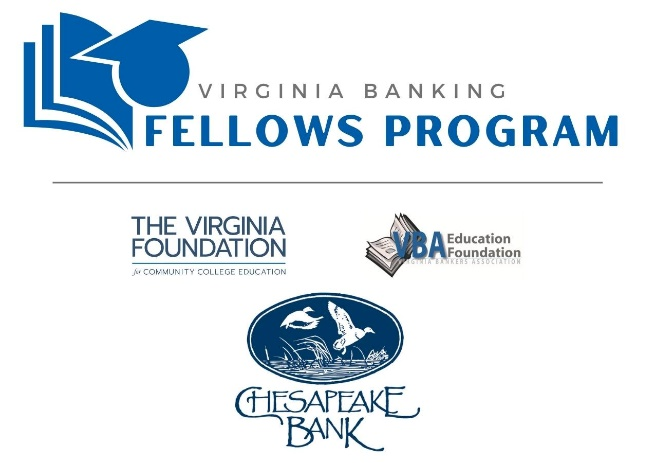 VIRGINIA BANKING
FELLOWS PROGRAM
THE VIRGINIA
FOUNDATION
for COMMUNITY COLLEGE EDUCATION
VBA Education
Foundation
VIRGINIA BANKERS ASSOCIATION
CHESAPEAKE
BANK